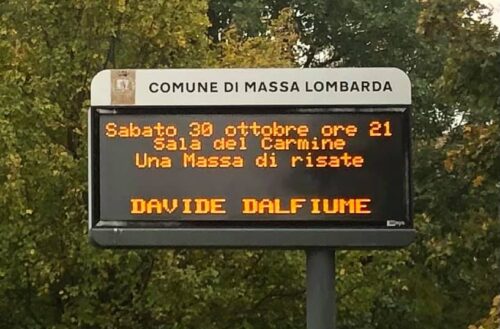 COMUNE DI MASSA LOMBARDA
Sabato 30 ottobre ore 21
Sala del Carmine
Una Massa di risate
DAVIDE DALFIUME